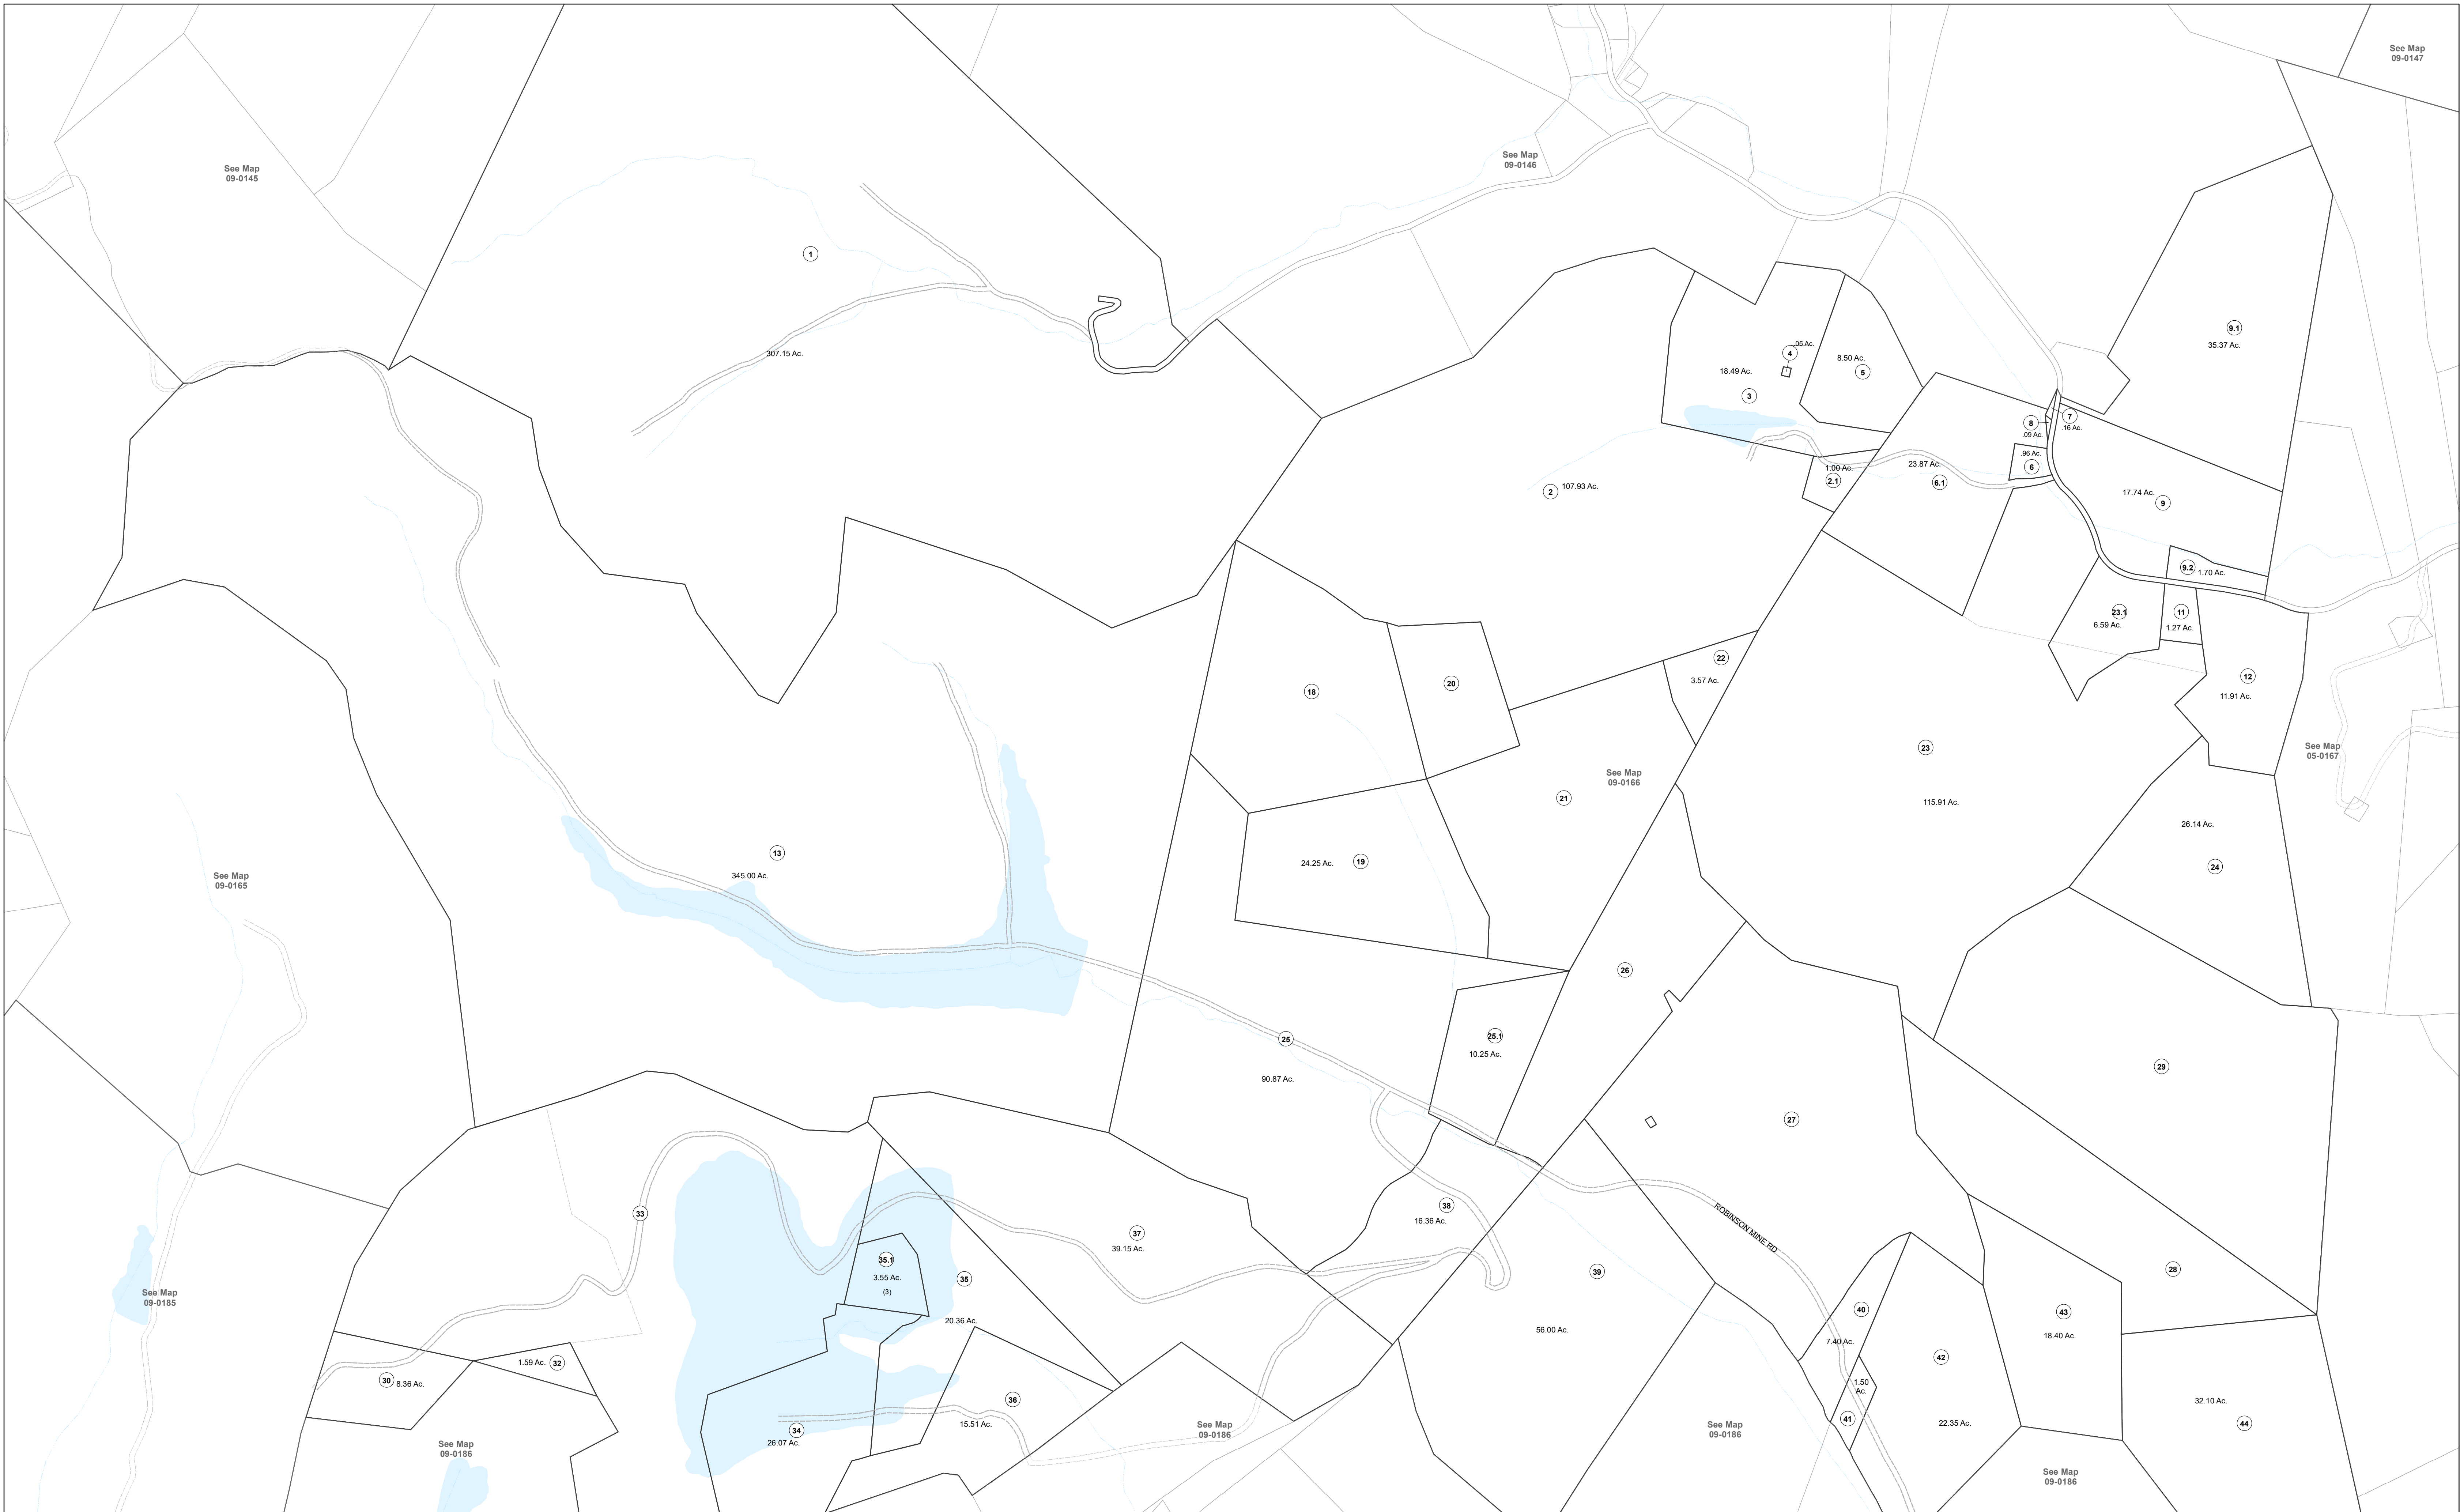 See Map
09-0147
See Map
09-0146
See Map
09-0145
1
307.15 Ac.
9.1
35.37 Ac.
4
.05 Ac.
8.50 Ac.
5
18.49 Ac.
3
7
.16 Ac.
8
.09 Ac.
.96 Ac.
6
1.00 Ac.
2.1
23.87 Ac.
6.1
2
107.93 Ac.
17.74 Ac.
9
9.2
1.70 Ac.
23.1
6.59 Ac.
11
1.27 Ac.
12
11.91 Ac.
22
3.57 Ac.
18
20
23
115.91 Ac.
See Map
05-0167
See Map
09-0166
21
26.14 Ac.
24
13
345.00 Ac.
24.25 Ac.
19
See Map
09-0165
26
25
90.87 Ac.
25.1
10.25 Ac.
29
27
33
37
39.15 Ac.
38
16.36 Ac.
ROBINSON MINE RD
35.1
3.55 Ac.
(3)
35
20.36 Ac.
39
56.00 Ac.
28
See Map
09-0185
40
7.40 Ac.
43
18.40 Ac.
42
22.35 Ac.
1.50
Ac.
41
1.59 Ac.
32
30
8.36 Ac.
36
15.51 Ac.
34
26.07 Ac.
32.10 Ac.
44
See Map
09-0186
See Map
09-0186
See Map
09-0186
See Map
09-0186